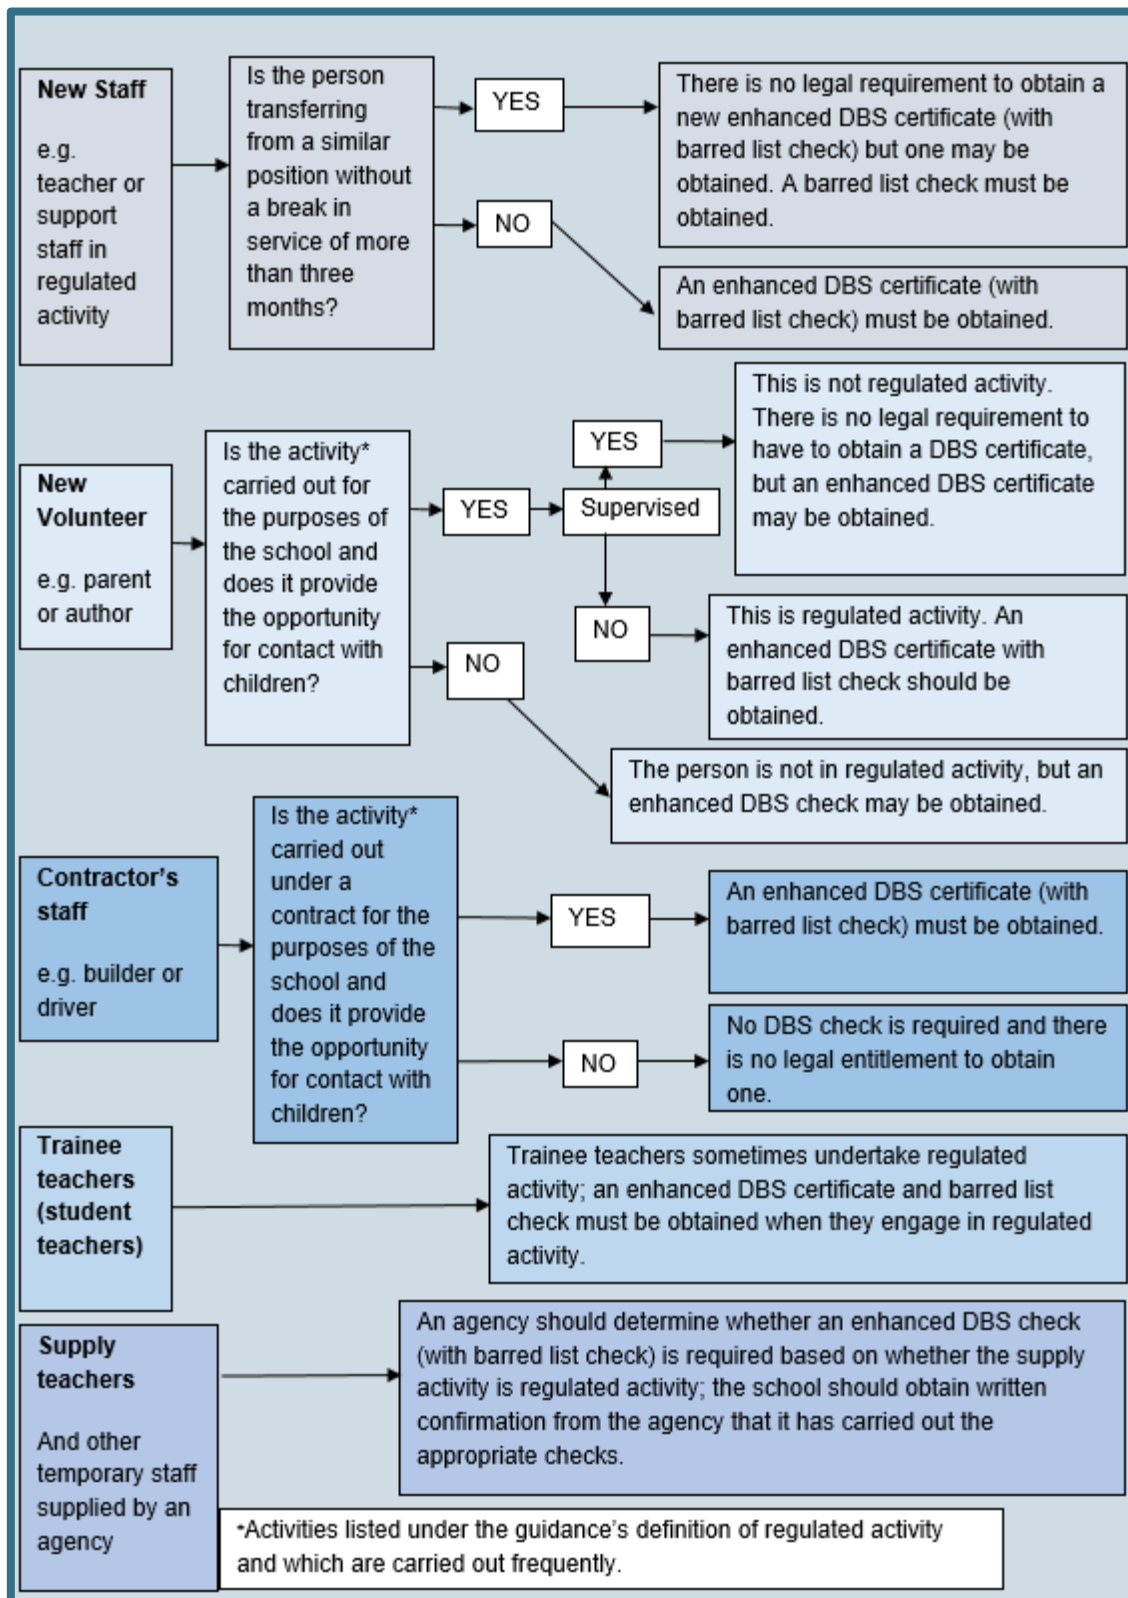 New Staff
e.g.
teacher or
support
staff in
regulated
activity
Is the person
transferring
from a similar
position without
a break in
service of more
than three
months?
YES
There is no legal requirement to obtain a
new enhanced DBS certificate (with
barred list check) but one may be
obtained. A barred list check must be
obtained.
NO
An enhanced DBS certificate (with
barred list check) must be obtained.
New
Volunteer
e.g. parent
or author
Is the activity*
carried out for
the purposes of
the school and
does it provide
the opportunity
for contact with
children?
YES
Supervised
YES
This is not regulated activity.
There is no legal requirement to
have to obtain a DBS certificate,
but an enhanced DBS certificate
may be obtained.
NO
This is regulated activity. An
enhanced DBS certificate with
barred list check should be
obtained.
NO
The person is not in regulated activity, but an
enhanced DBS check may be obtained.
Contractor's
staff
e.g. builder or
driver
Is the activity*
carried out
under a
contract for the
purposes of the
school and
does it provide
the opportunity
for contact with
children?
YES
An enhanced DBS certificate (with
barred list check) must be obtained.
NO
No DBS check is required and there
is no legal entitlement to obtain
one.
Trainee
teachers
(student
teachers)
Trainee teachers sometimes undertake regulated
activity; an enhanced DBS certificate and barred list
check must be obtained when they engage in regulated
activity.
Supply
teachers
And other
temporary staff
supplied by an
agency
An agency should determine whether an enhanced DBS check
(with barred list check) is required based on whether the supply
activity is regulated activity; the school should obtain written
confirmation from the agency that it has carried out the
appropriate checks.
*Activities listed under the guidance's definition of regulated activity
and which are carried out frequently.